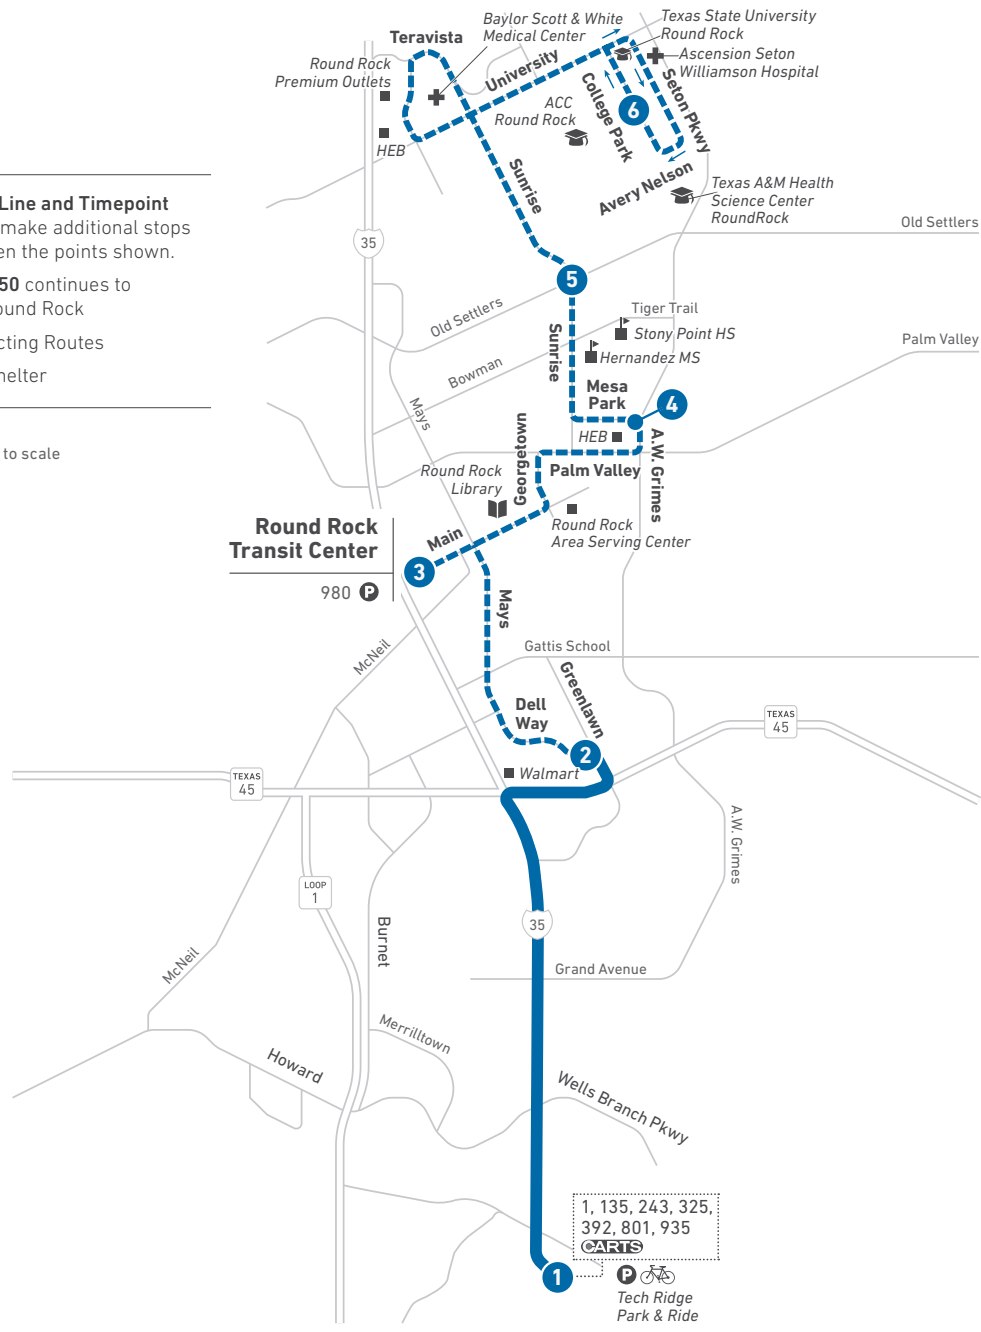 Baylor Scott & White
Medical Center
Texas State University
Round Rock
Teravista
Ascension Seton
Williamson Hospital
Round Rock
Premium Outlets
University
College Park
Seton Pkwy
6
ACC
Round Rock
HEB
Sunrise
Avery Nelson
Texas A&M Health
Science Center
RoundRock
Line and Timepoint
make additional stops
en the points shown.
50 continues to
ound Rock
cting Routes
helter
to scale
35
Old Settlers
5
Old Settlers
Tiger Trail
Stony Point HS
Hernandez MS
Palm Valley
Sunrise
Bowman
Mesa
Park
4
Mays
HEB
Georgetown
A.W. Grimes
Palm Valley
Round Rock
Library
Round Rock
Area Serving Center
Round Rock
Transit Center
980 P
Main
3
Mays
McNeil
Gattis School
Greenlawn
Dell
Way
2
Walmart
TEXAS
45
TEXAS
45
A.W. Grimes
LOOP
1
Burnet
35
McNeil
Grand Avenue
Merrilltown
Howard
Wells Branch Pkwy
1, 135, 243, 325,
392, 801, 935
CARTS
1
P
Tech Ridge
Park & Ride